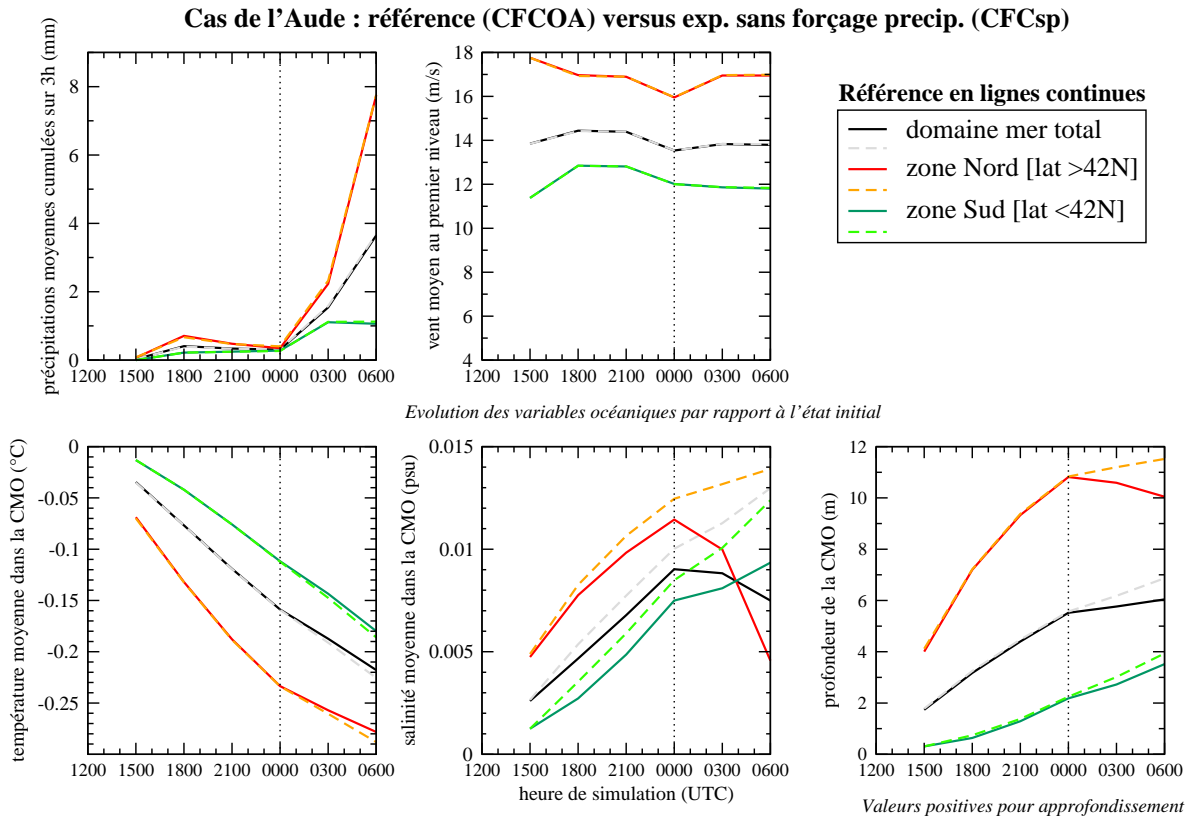 Cas de l'Aude : référence (CFCOA) versus exp. sans forçage precip. (CFCsp)
précipitations moyennes cumulées sur 3h (mm)
8
6
4
2
0
1200 1500 1800 2100 0000 0300 0600
vent moyen au premier niveau (m/s)
18
16
14
12
10
8
6
4
1200 1500 1800 2100 0000 0300 0600
Référence en lignes continues
domaine mer total
zone Nord [lat >42N]
zone Sud [lat <42N]
Evolution des variables océaniques par rapport à l'état initial
température moyenne dans la CMO (°C)
0
-0.05
-0.1
-0.15
-0.2
-0.25
1200 1500 1800 2100 0000 0300 0600
salinité moyenne dans la CMO (psu)
0.015
0.01
0.005
0
1200 1500 1800 2100 0000 0300 0600
heure de simulation (UTC)
profondeur de la CMO (m)
12
10
8
6
4
2
0
1200 1500 1800 2100 0000 0300 0600
Valeurs positives pour approfondissement